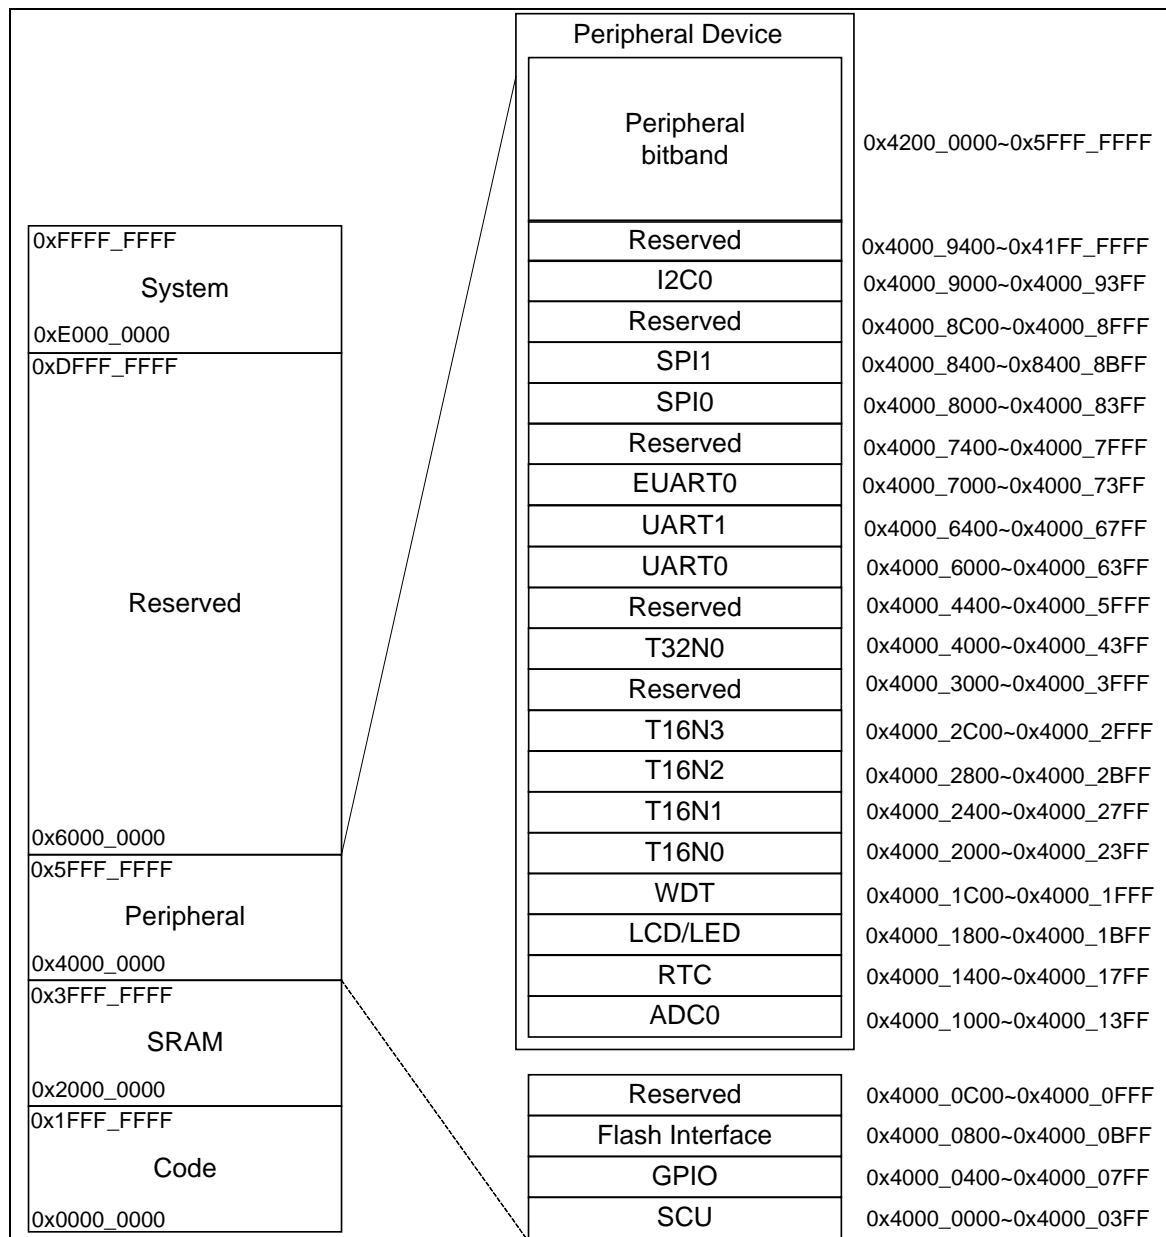 0xFFFF_FFFF
System
0xE000_0000
0xDFFF_FFFF
Reserved
0x6000_0000
0x5FFF_FFFF
Peripheral
0x4000_0000
0x3FFF_FFFF
SRAM
0x2000_0000
0x1FFF_FFFF
Code
0x0000_0000
Peripheral Device
Peripheral
bitband
0x4200_0000~0x5FFF_FFFF
Reserved 0x4000_9400~0x41FF_FFFF
I2C0 0x4000_9000~0x4000_93FF
Reserved 0x4000_8C00~0x4000_8FFF
SPI1 0x4000_8400~0x8400_8BFF
SPI0 0x4000_8000~0x4000_83FF
Reserved 0x4000_7400~0x4000_7FFF
EUART0 0x4000_7000~0x4000_73FF
UART1 0x4000_6400~0x4000_67FF
UART0 0x4000_6000~0x4000_63FF
Reserved 0x4000_4400~0x4000_5FFF
T32N0 0x4000_4000~0x4000_43FF
Reserved 0x4000_3000~0x4000_3FFF
T16N3 0x4000_2C00~0x4000_2FFF
T16N2 0x4000_2800~0x4000_2BFF
T16N1 0x4000_2400~0x4000_27FF
T16N0 0x4000_2000~0x4000_23FF
WDT 0x4000_1C00~0x4000_1FFF
LCD/LED 0x4000_1800~0x4000_1BFF
RTC 0x4000_1400~0x4000_17FF
ADC0 0x4000_1000~0x4000_13FF
Reserved 0x4000_0C00~0x4000_0FFF
Flash Interface 0x4000_0800~0x4000_0BFF
GPIO 0x4000_0400~0x4000_07FF
SCU 0x4000_0000~0x4000_03FF